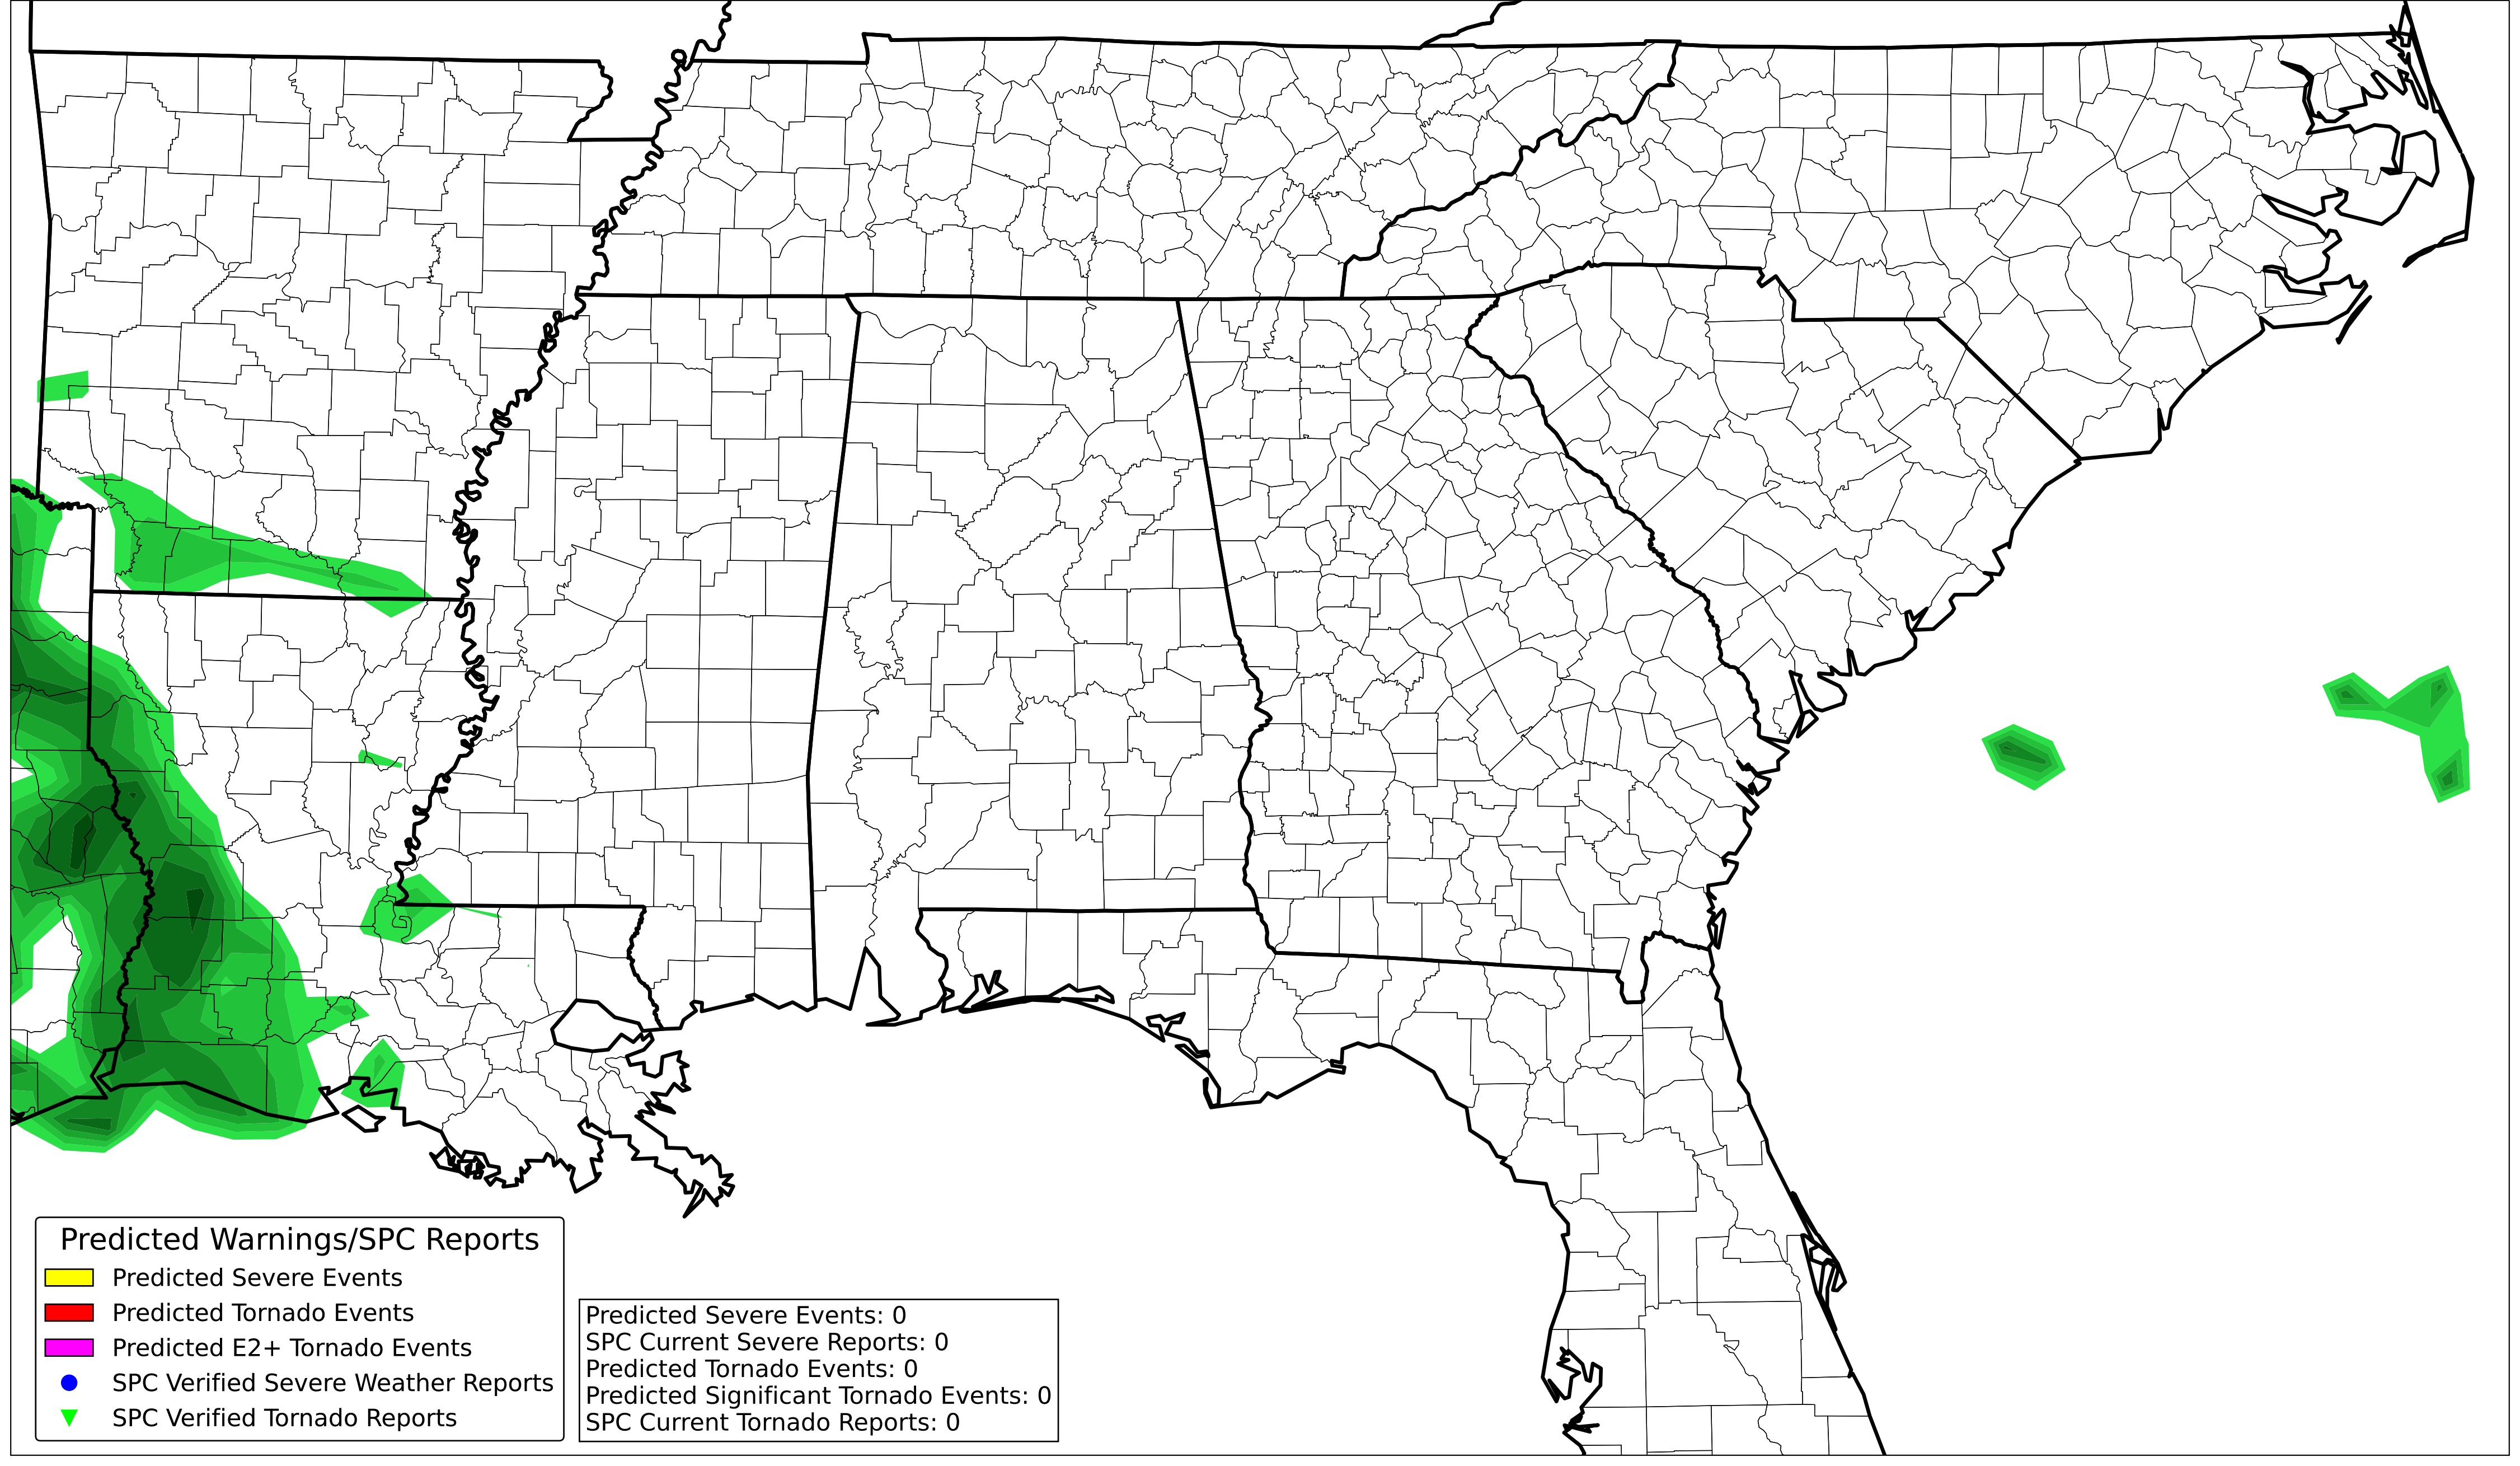 Predicted Warnings/SPC Reports
Predicted Severe Events
Predicted Tornado Events
Predicted E2+ Tornado Events
SPC Verified Severe Weather Reports
SPC Verified Tornado Reports
Predicted Severe Events: 0
SPC Current Severe Reports: 0
Predicted Tornado Events: 0
Predicted Significant Tornado Events: 0
SPC Current Tornado Reports: 0